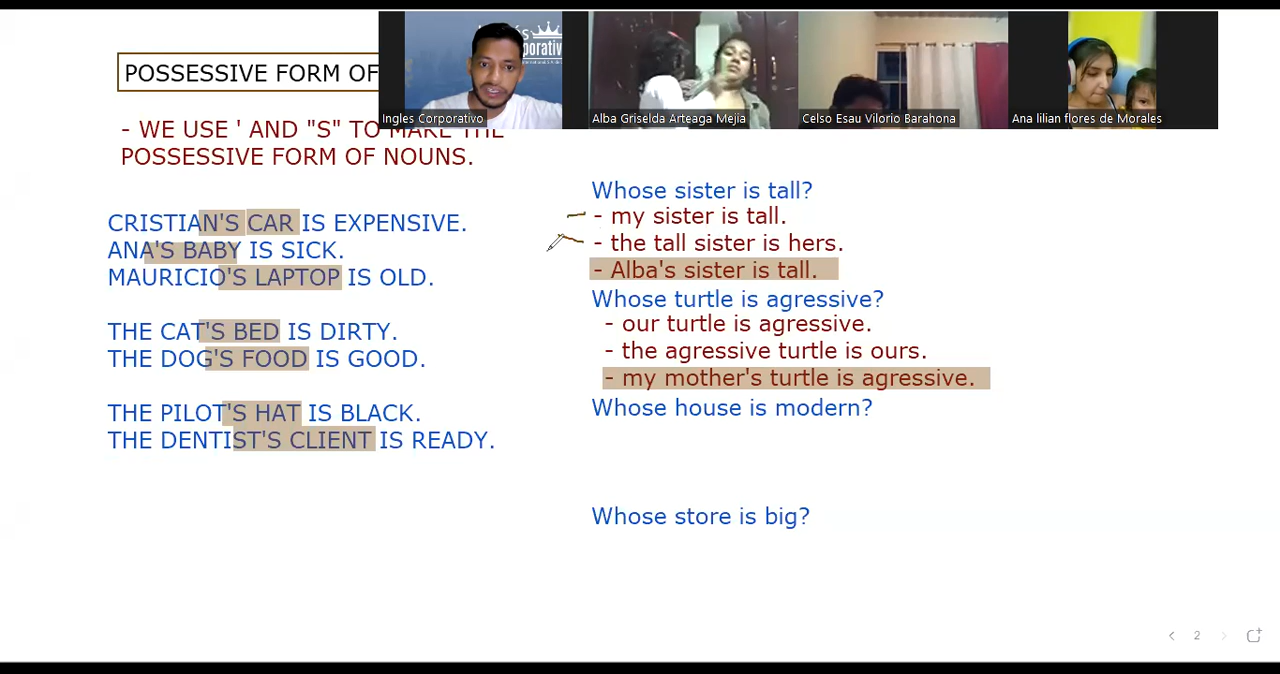 POSSESSIVE FORM OF
- WE USE ' AND "S" TO MAKE THE
POSSESSIVE FORM OF NOUNS.
CRISTIAN'S CAR IS EXPENSIVE.
ANA'S BABY IS SICK.
MAURICIO'S LAPTOP IS OLD.
THE CAT'S BED IS DIRTY.
THE DOG'S FOOD IS GOOD.
THE PILOT'S HAT IS BLACK.
THE DENTIST'S CLIENT IS READY.
Ingles Corporativo
Alba Griselda Arteaga Mejia
Celso Esau Vilorio Barahona
Ana lilian flores de Morales
Whose sister is tall?
- my sister is tall.
- the tall sister is hers.
- Alba's sister is tall.
Whose turtle is agressive?
- our turtle is agressive.
- the agressive turtle is ours.
- my mother's turtle is agressive.
Whose house is modern?
Whose store is big?
2